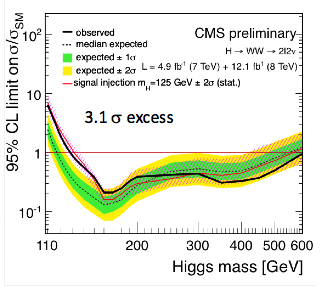 observed
median expected
expected ± 1σ
expected ± 2σ
CMS preliminary
H → WW → 2l2ν
L = 4.9 fb⁻¹ (7 TeV) + 12.1 fb⁻¹ (8 TeV)
signal injection m_H=125 GeV ± 2σ (stat.)
3.1 σ excess
95% CL limit on σ/σ_SM
10²
10
1
10⁻¹
110 200 300 400 500 600
Higgs mass [GeV]